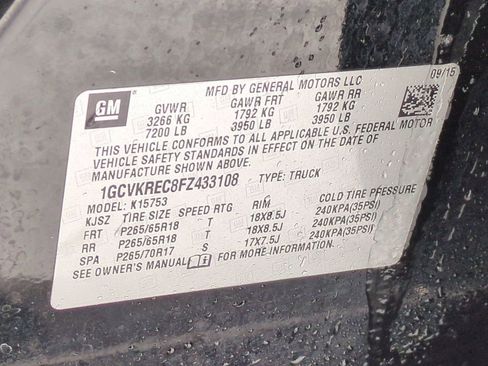 MFD BY GENERAL MOTORS LLC
09/15
GM
GVWR GAWR FRT GAWR RR
3266 KG 1792 KG 1792 KG
7200 LB 3950 LB 3950 LB
THIS VEHICLE CONFORMS TO ALL APPLICABLE U.S. FEDERAL MOTOR
VEHICLE SAFETY STANDARDS IN EFFECT ON THE DATE OF
MANUFACTURE SHOWN ABOVE.
1GCVKREC8FZ433108 TYPE: TRUCK
MODEL: K15753
KJSZ TIRE SIZE SPEED RTG RIM COLD TIRE PRESSURE
FRT P265/65R18 T 18X8.5J 240KPA(35PSI)
RR P265/65R18 T 18X8.5J 240KPA(35PSI)
SPA P265/70R17 S 17X7.5J 240KPA(35PSI)
SEE OWNER'S MANUAL FOR MORE INFORMATION.